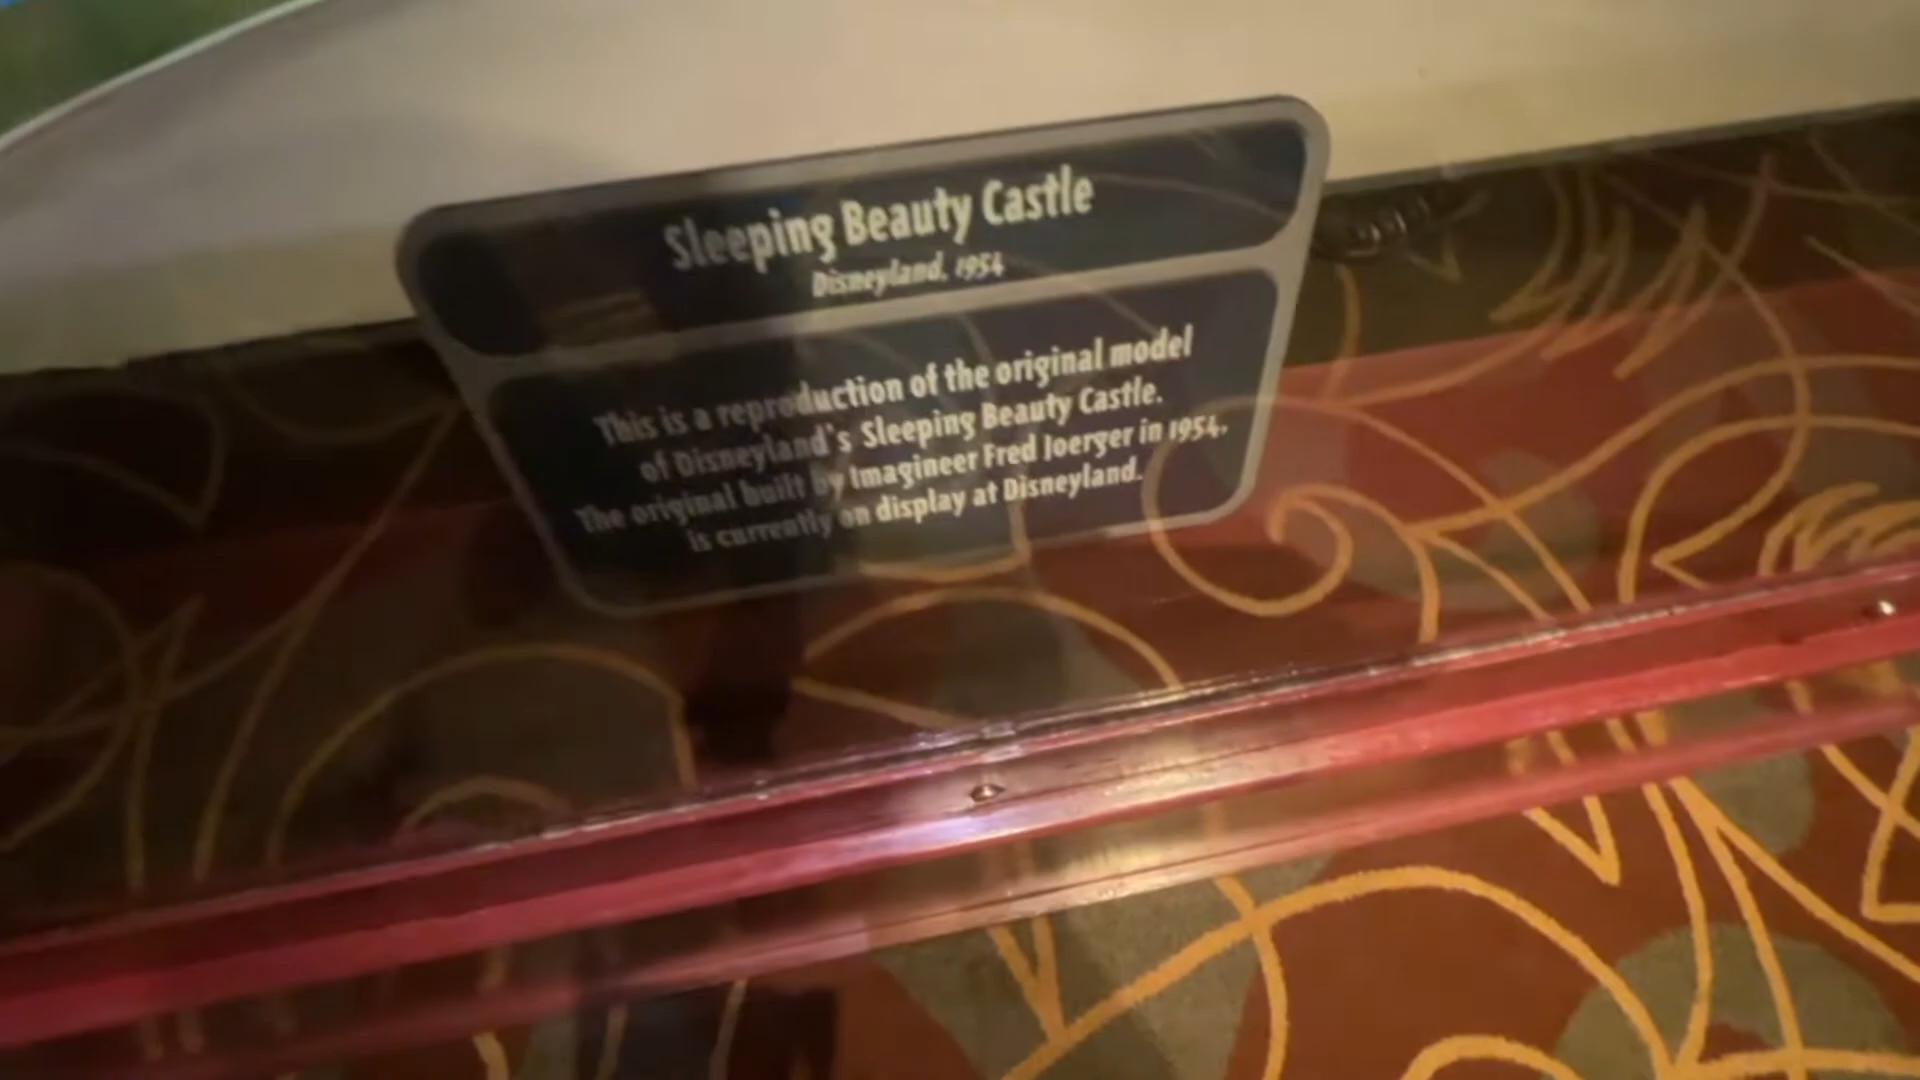 Sleeping Beauty Castle
Disneyland, 1954
This is a reproduction of the original model
of Disneyland's Sleeping Beauty Castle.
The original built by Imagineer Fred Joerger in 1954,
is currently on display at Disneyland.